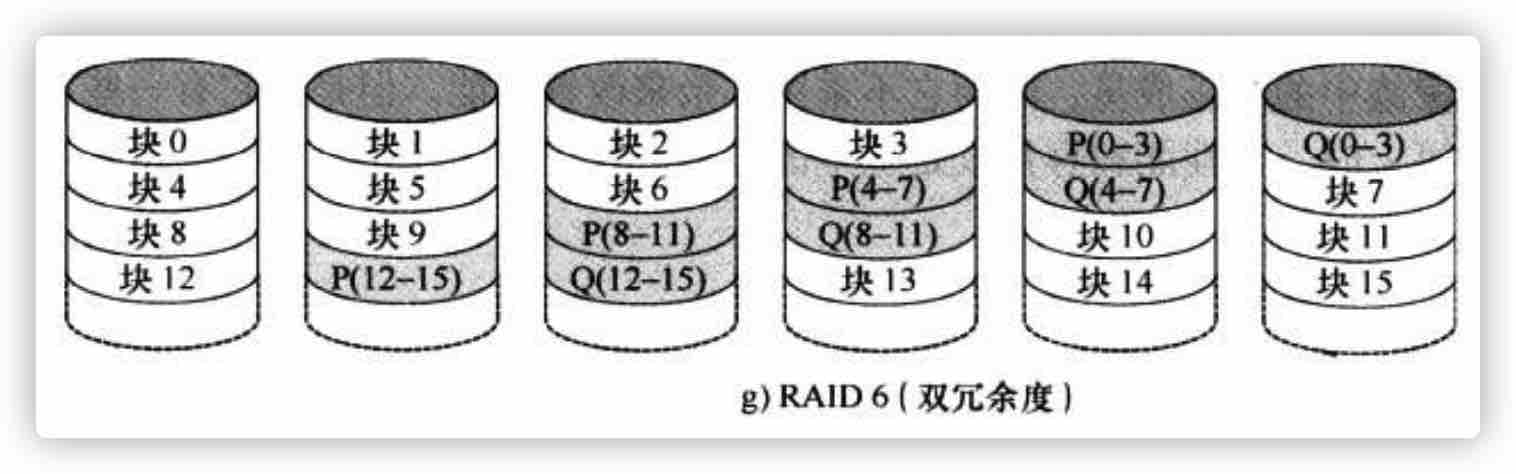 块 0 块 1 块 2 块 3 P(0–3) Q(0–3)
块 4 块 5 块 6 P(4–7) Q(4–7) 块 7
块 8 块 9 P(8–11) Q(8–11) 块 10 块 11
块 12 P(12–15) Q(12–15) 块 13 块 14 块 15
g) RAID 6 ( 双冗余度 )